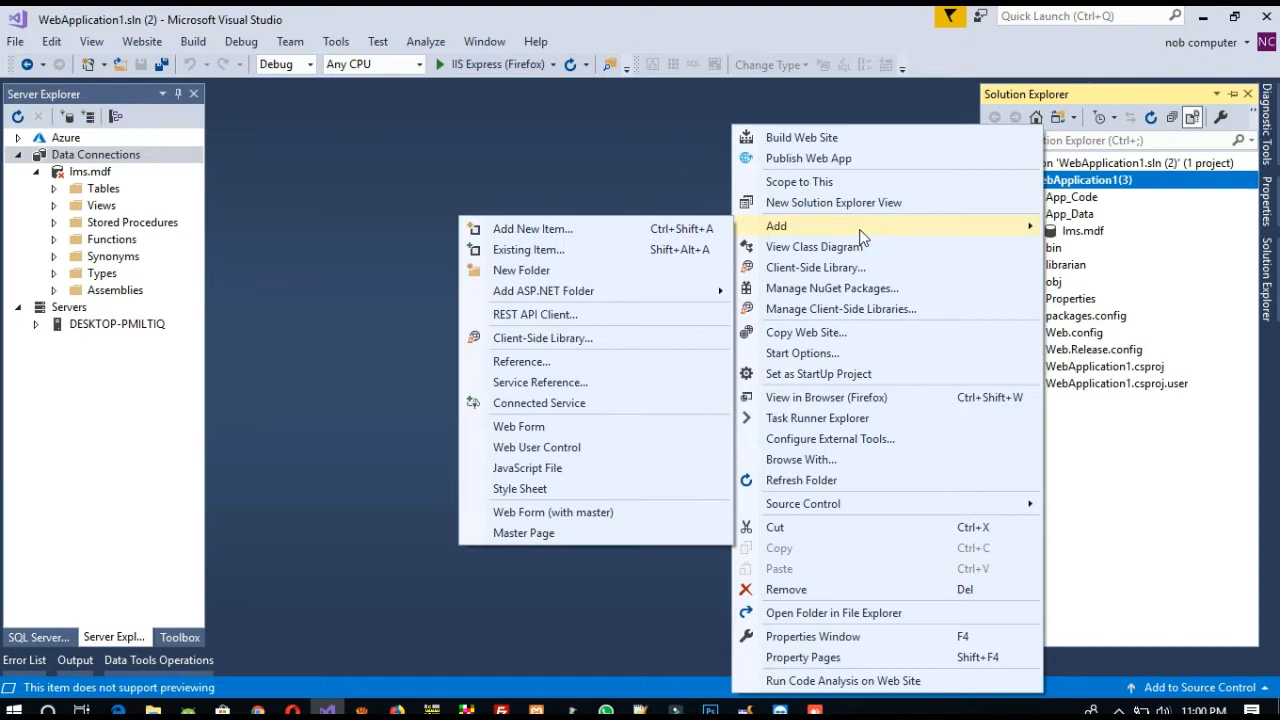 WebApplication1.sln (2) - Microsoft Visual Studio
Quick Launch (Ctrl+Q)
File Edit View Website Build Debug Team Tools Test Analyze Window Help
nob computer NC
Debug Any CPU IIS Express (Firefox) Change Type
Server Explorer
Azure
Data Connections
lms.mdf
Tables
Views
Stored Procedures
Functions
Synonyms
Types
Assemblies
Servers
DESKTOP-PMILTIQ
Add New Item... Ctrl+Shift+A
Existing Item... Shift+Alt+A
New Folder
Add ASP.NET Folder
REST API Client...
Client-Side Library...
Reference...
Service Reference...
Connected Service
Web Form
Web User Control
JavaScript File
Style Sheet
Web Form (with master)
Master Page
Build Web Site
Publish Web App
Scope to This
New Solution Explorer View
Add
View Class Diagram
Client-Side Library...
Manage NuGet Packages...
Manage Client-Side Libraries...
Copy Web Site...
Start Options...
Set as StartUp Project
View in Browser (Firefox) Ctrl+Shift+W
Task Runner Explorer
Configure External Tools...
Browse With...
Refresh Folder
Source Control
Cut Ctrl+X
Copy Ctrl+C
Paste Ctrl+V
Remove Del
Open Folder in File Explorer
Properties Window F4
Property Pages Shift+F4
Run Code Analysis on Web Site
Solution Explorer
ion Explorer (Ctrl+;)
on 'WebApplication1.sln (2)' (1 project)
ebApplication1(3)
App_Code
App_Data
lms.mdf
bin
librarian
obj
Properties
packages.config
Web.config
Web.Release.config
WebApplication1.csproj
WebApplication1.csproj.user
Diagnostic Tools
Properties
Solution Explorer
SQL Server... Server Expl... Toolbox
Error List Output Data Tools Operations
This item does not support previewing
Add to Source Control
11:00 PM